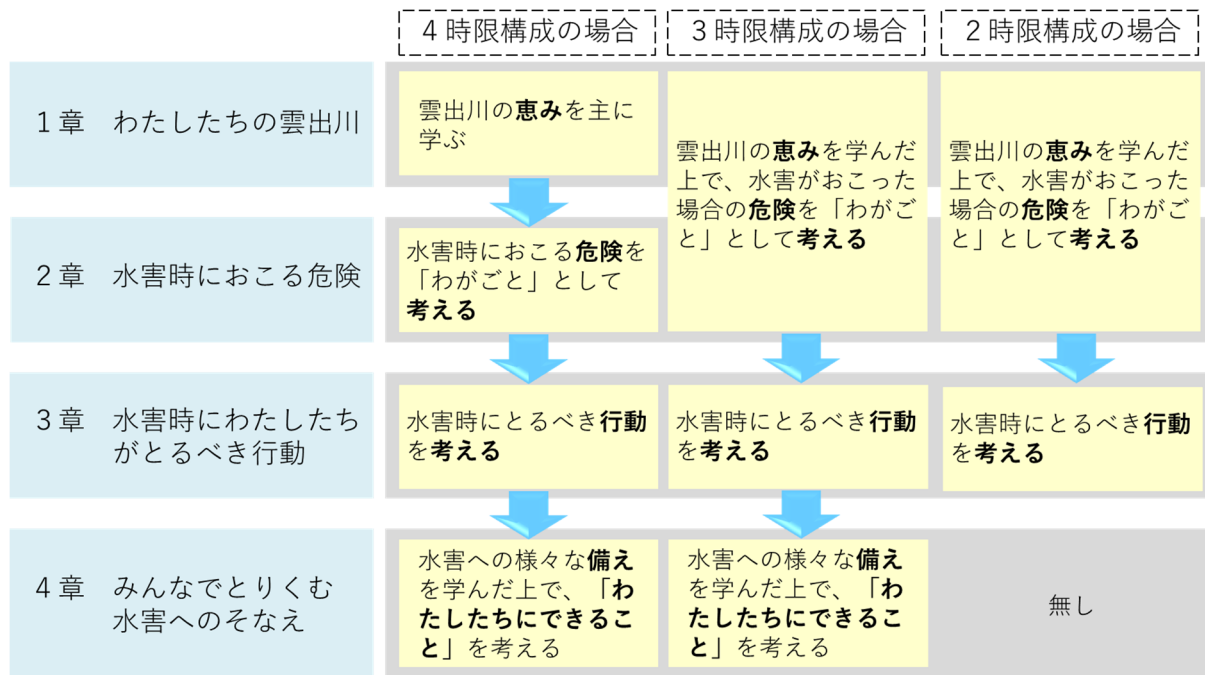 ４時限構成の場合
３時限構成の場合
２時限構成の場合
１章　わたしたちの雲出川
雲出川の恵みを主に
学ぶ
雲出川の恵みを学んだ
上で、水害がおこった
場合の危険を「わがご
と」として考える
雲出川の恵みを学んだ
上で、水害がおこった
場合の危険を「わがご
と」として考える
２章　水害時におこる危険
水害時におこる危険を
「わがごと」として
考える
３章　水害時にわたしたち
がとるべき行動
水害時にとるべき行動
を考える
水害時にとるべき行動
を考える
水害時にとるべき行動
を考える
４章　みんなでとりくむ
水害へのそなえ
水害への様々な備え
を学んだ上で、「わ
たしたちにできるこ
と」を考える
水害への様々な備え
を学んだ上で、「わ
たしたちにできるこ
と」を考える
無し